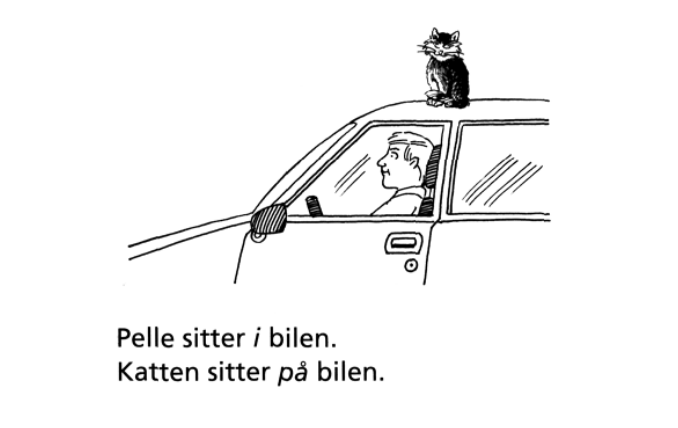 Pelle sitter i bilen.
Katten sitter på bilen.